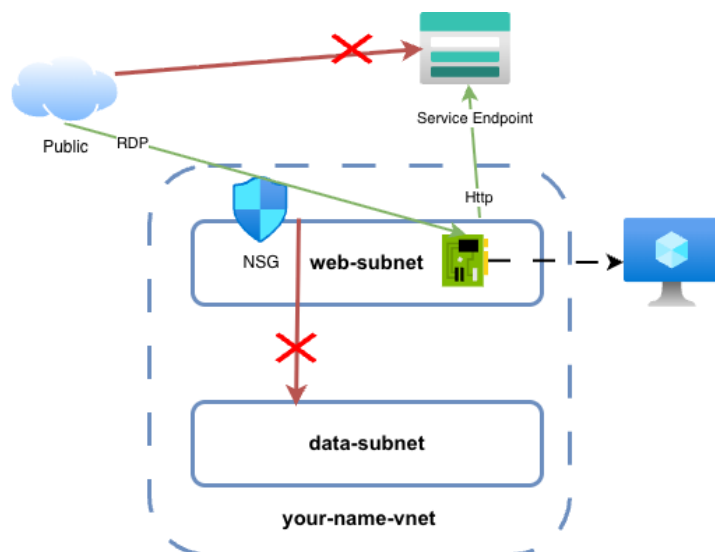 Service Endpoint
Public
RDP
Http
NSG
web-subnet
data-subnet
your-name-vnet